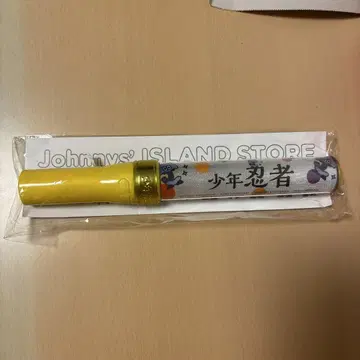 Johnnys' ISLAND STORE
少年忍者